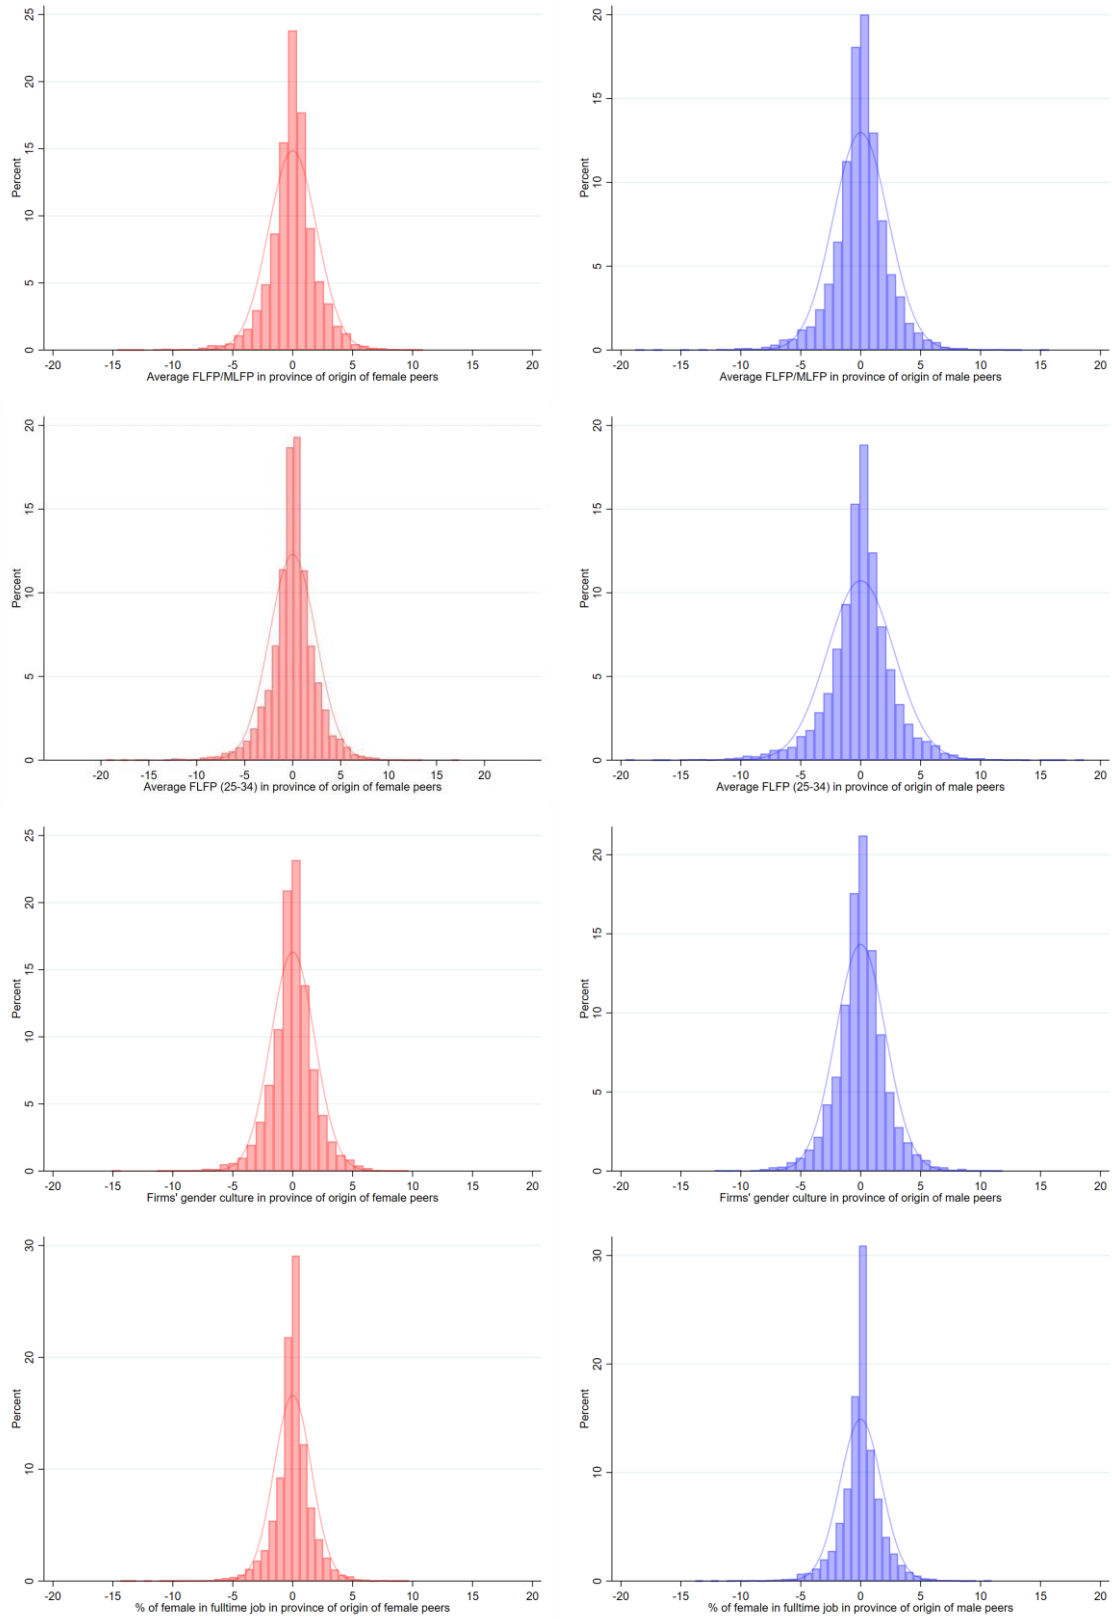 25
20
15
10
5
0
Percent
-20 -15 -10 -5 0 5 10 15 20
Average FLFP/MLFP in province of origin of female peers
20
15
10
5
0
Percent
-20 -15 -10 -5 0 5 10 15 20
Average FLFP/MLFP in province of origin of male peers
20
15
10
5
0
Percent
-20 -15 -10 -5 0 5 10 15 20
Average FLFP (25-34) in province of origin of female peers
20
15
10
5
0
Percent
-20 -15 -10 -5 0 5 10 15 20
Average FLFP (25-34) in province of origin of male peers
25
20
15
10
5
0
Percent
-20 -15 -10 -5 0 5 10 15 20
Firms' gender culture in province of origin of female peers
20
15
10
5
0
Percent
-20 -15 -10 -5 0 5 10 15 20
Firms' gender culture in province of origin of male peers
30
20
10
0
Percent
-20 -15 -10 -5 0 5 10 15 20
% of female in fulltime job in province of origin of female peers
30
20
10
0
Percent
-20 -15 -10 -5 0 5 10 15 20
% of female in fulltime job in province of origin of male peers